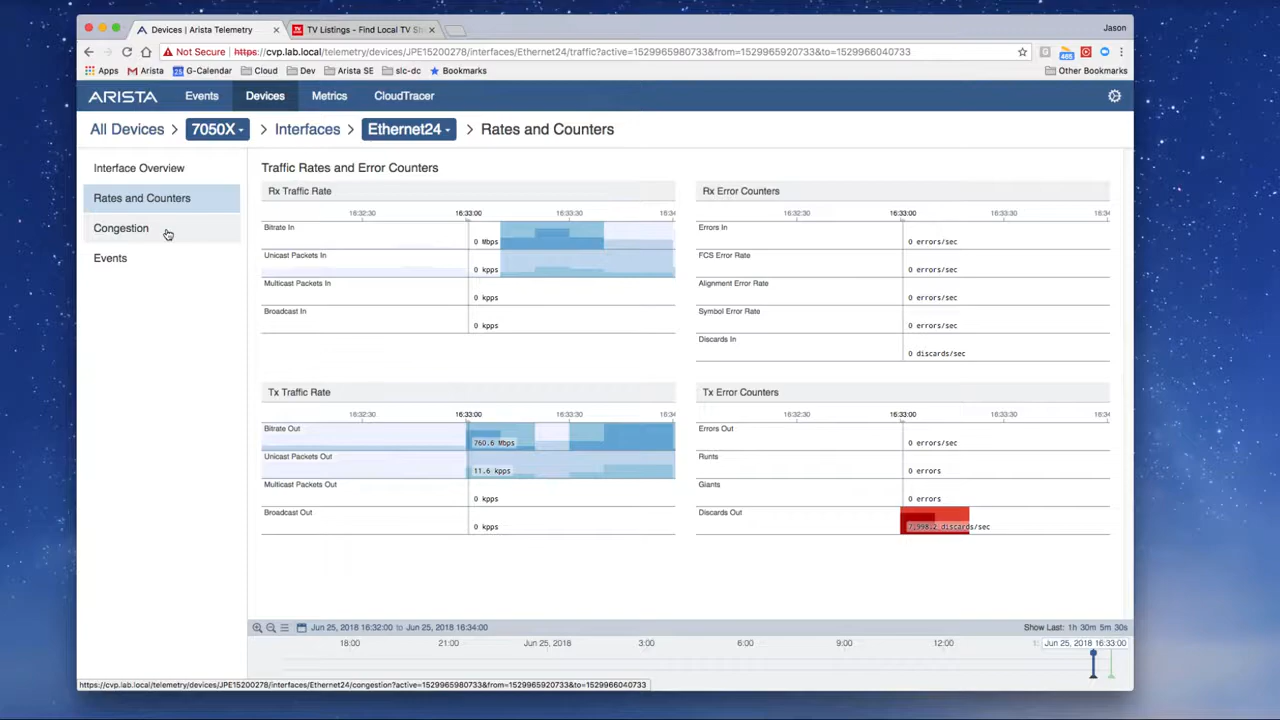 Devices | Arista Telemetry
TV Listings - Find Local TV Sh
Jason
Not Secure https://cvp.lab.local/telemetry/devices/JPE15200278/interfaces/Ethernet24/traffic?active=1529965980733&from=1529965920733&to=1529966040733
Apps Arista G-Calendar Cloud Dev Arista SE slc-dc Bookmarks Other Bookmarks
ARISTA Events Devices Metrics CloudTracer
All Devices > 7050X > Interfaces > Ethernet24 > Rates and Counters
Interface Overview
Rates and Counters
Congestion
Events
Traffic Rates and Error Counters
Rx Traffic Rate
16:32:30 16:33:00 16:33:30 16:34
Bitrate In 0 Mbps
Unicast Packets In 0 kpps
Multicast Packets In 0 kpps
Broadcast In 0 kpps
Rx Error Counters
16:32:30 16:33:00 16:33:30 16:34
Errors In 0 errors/sec
FCS Error Rate 0 errors/sec
Alignment Error Rate 0 errors/sec
Symbol Error Rate 0 errors/sec
Discards In 0 discards/sec
Tx Traffic Rate
16:32:30 16:33:00 16:33:30 16:34
Bitrate Out 760.6 Mbps
Unicast Packets Out 11.6 kpps
Multicast Packets Out 0 kpps
Broadcast Out 0 kpps
Tx Error Counters
16:32:30 16:33:00 16:33:30 16:34
Errors Out 0 errors/sec
Runts 0 errors
Giants 0 errors
Discards Out 7,998.2 discards/sec
Jun 25, 2018 16:32:00 to Jun 25, 2018 16:34:00
Show Last: 1h 30m 5m 30s
18:00 21:00 Jun 25, 2018 3:00 6:00 9:00 12:00 Jun 25, 2018 16:33:00
https://cvp.lab.local/telemetry/devices/JPE15200278/interfaces/Ethernet24/congestion?active=1529965980733&from=1529965920733&to=1529966040733